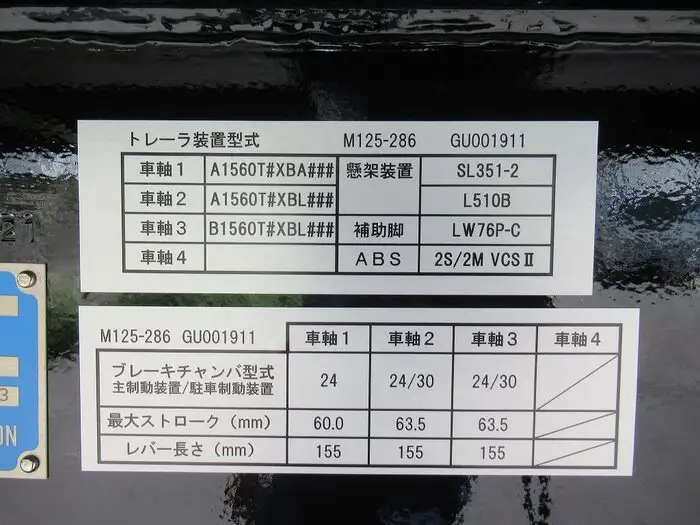 トレーラ装置型式 M125-286 GU001911
車軸1 A1560T#XBA### 懸架装置 SL351-2
車軸2 A1560T#XBL### L510B
車軸3 B1560T#XBL### 補助脚 LW76P-C
車軸4 ABS 2S/2M VCSⅡ
M125-286 GU001911 車軸1 車軸2 車軸3 車軸4
ブレーキチャンバ型式
主制動装置/駐車制動装置 24 24/30 24/30
最大ストローク(mm) 60.0 63.5 63.5
レバー長さ(mm) 155 155 155
3
ON